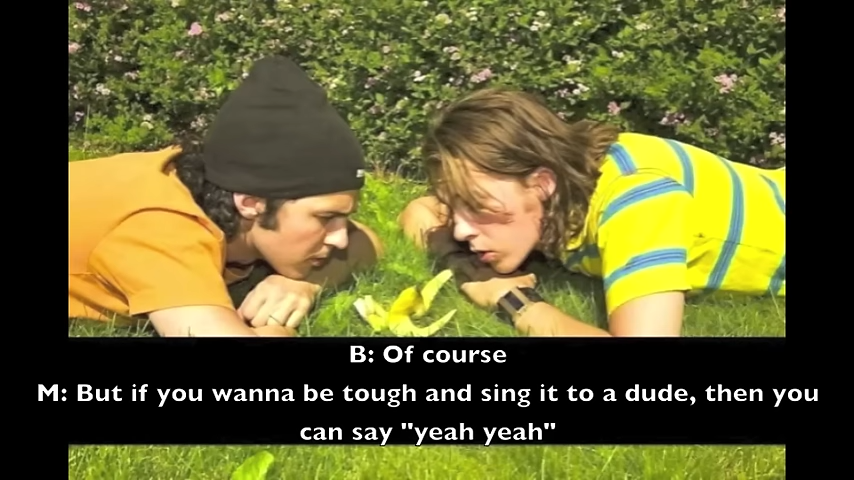 B: Of course
M: But if you wanna be tough and sing it to a dude, then you
can say "yeah yeah"